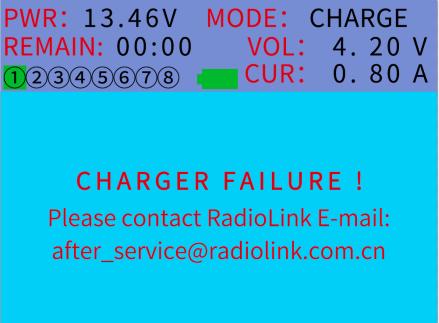 PWR: 13.46V MODE: CHARGE
REMAIN: 00:00 VOL: 4.20 V
①②③④⑤⑥⑦⑧ CUR: 0.80 A
CHARGER FAILURE !
Please contact RadioLink E-mail:
after_service@radiolink.com.cn